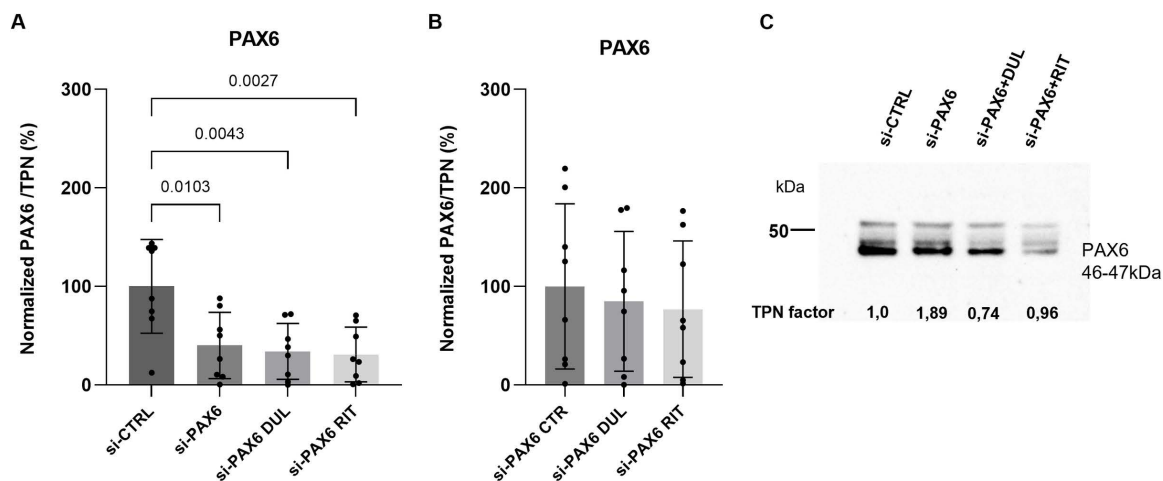 A
PAX6
Normalized PAX6 /TPN (%)
300
200
100
0
0.0027
0.0043
0.0103
si-CTRL
si-PAX6
si-PAX6 DUL
si-PAX6 RIT
B
PAX6
Normalized PAX6/TPN (%)
300
200
100
0
si-PAX6 CTR
si-PAX6 DUL
si-PAX6 RIT
C
si-CTRL
si-PAX6
si-PAX6+DUL
si-PAX6+RIT
kDa
50
PAX6
46-47kDa
TPN factor 1,0 1,89 0,74 0,96